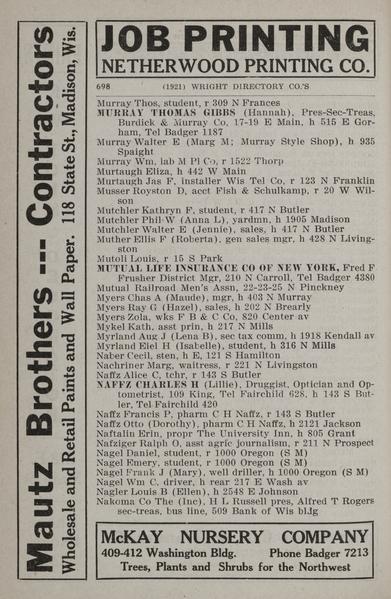 JOB PRINTING
NETHERWOOD PRINTING CO.
698 (1921) WRIGHT DIRECTORY CO.'S
Murray Thos, student, r 309 N Frances
MURRAY THOMAS GIBBS (Hannah), Pres-Sec-Treas,
Burdick & Murray Co, 17-19 E Main, h 515 E Gor-
ham, Tel Badger 1187
Murray Walter E (Marg M; Murray Style Shop), h 935
Spaight
Murray Wm, lab M Pl Co, r 1522 Thorp
Murtaugh Eliza, h 442 W Main
Murtaugh Jas F, installer Wis Tel Co, r 123 N Franklin
Musser Royston D, acct Fish & Schulkamp, r 20 W Wil-
son
Mutchler Kathryn F, student, r 417 N Butler
Mutchler Phil W (Anna L), yardmn, h 1905 Madison
Mutchler Walter E (Jennie), sales, h 417 N Butler
Muther Ellis F (Roberta), gen sales mgr, h 428 N Living-
ston
Mutoli Louis, r 15 S Park
MUTUAL LIFE INSURANCE CO OF NEW YORK, Fred F
Frusher District Mgr, 210 N Carroll, Tel Badger 4380
Mutual Railroad Men's Assn, 22-23-25 N Pinckney
Myers Chas A (Maude), mgr, h 403 N Murray
Myers Ray G (Hazel), sales, h 202 N Brearly
Myers Zola, wks F B & C Co, 820 Center av
Mykel Kath, asst prin, h 217 N Mills
Myrland Aug J (Lena B), sec tax comm, h 1918 Kendall av
Myrland Eiel H (Isabelle), student, h 316 N Mills
Naber Cecil, sten, h E, 121 S Hamilton
Nachriner Marg, waitress, r 221 N Livingston
Naffz Alice C, tchr, r 143 S Butler
NAFFZ CHARLES H (Lillie), Druggist, Optician and Op-
tometrist, 109 King, Tel Fairchild 628, h 143 S But-
ler, Tel Fairchild 420
Naffz Francis P, pharm C H Naffz, r 143 S Butler
Naffz Otto (Dorothy), pharm C H Naffz, h 2121 Jackson
Naftalin Erin, propr The University Inn, h 805 Grant
Nafziger Ralph O, asst agric journalism, r 211 N Prospect
Nagel Daniel, student, r 1000 Oregon (S M)
Nagel Emery, student, r 1000 Oregon (S M)
Nagel Frank J (Mary), well driller, h 1000 Oregon (S M)
Nagel Wm C, driver, h rear 217 E Wash av
Nagler Louis B (Ellen), h 2548 E Johnson
Nakoma Co The (Inc), H L Russell pres, Alfred T Rogers
sec-treas, bus line, 509 Bank of Wis bldg
McKAY NURSERY COMPANY
409-412 Washington Bldg. Phone Badger 7213
Trees, Plants and Shrubs for the Northwest
Mautz Brothers --- Contractors
Wholesale and Retail Paints and Wall Paper. 118 State St., Madison, Wis.